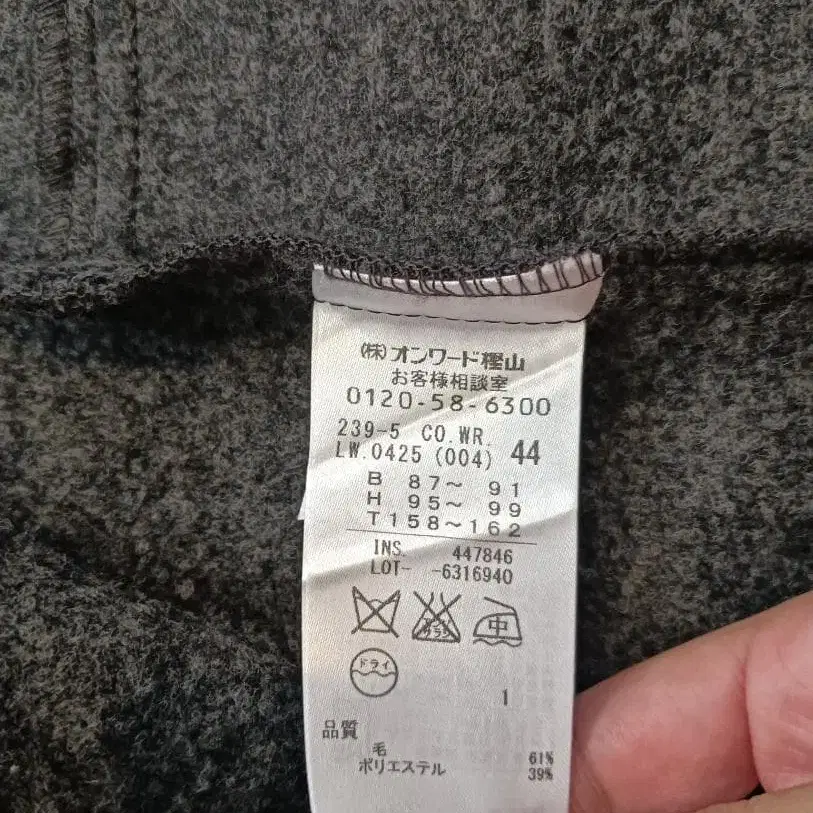 (株)オンワード樫山
お客様相談室
0120-58-6300
239-5 CO.WR.
LW.0425 (004) 44
B 87～ 91
H 95～ 99
T158～162
INS. 447846
LOT- -6316940
中
ドライ
1
品質
毛 61%
ポリエステル 39%